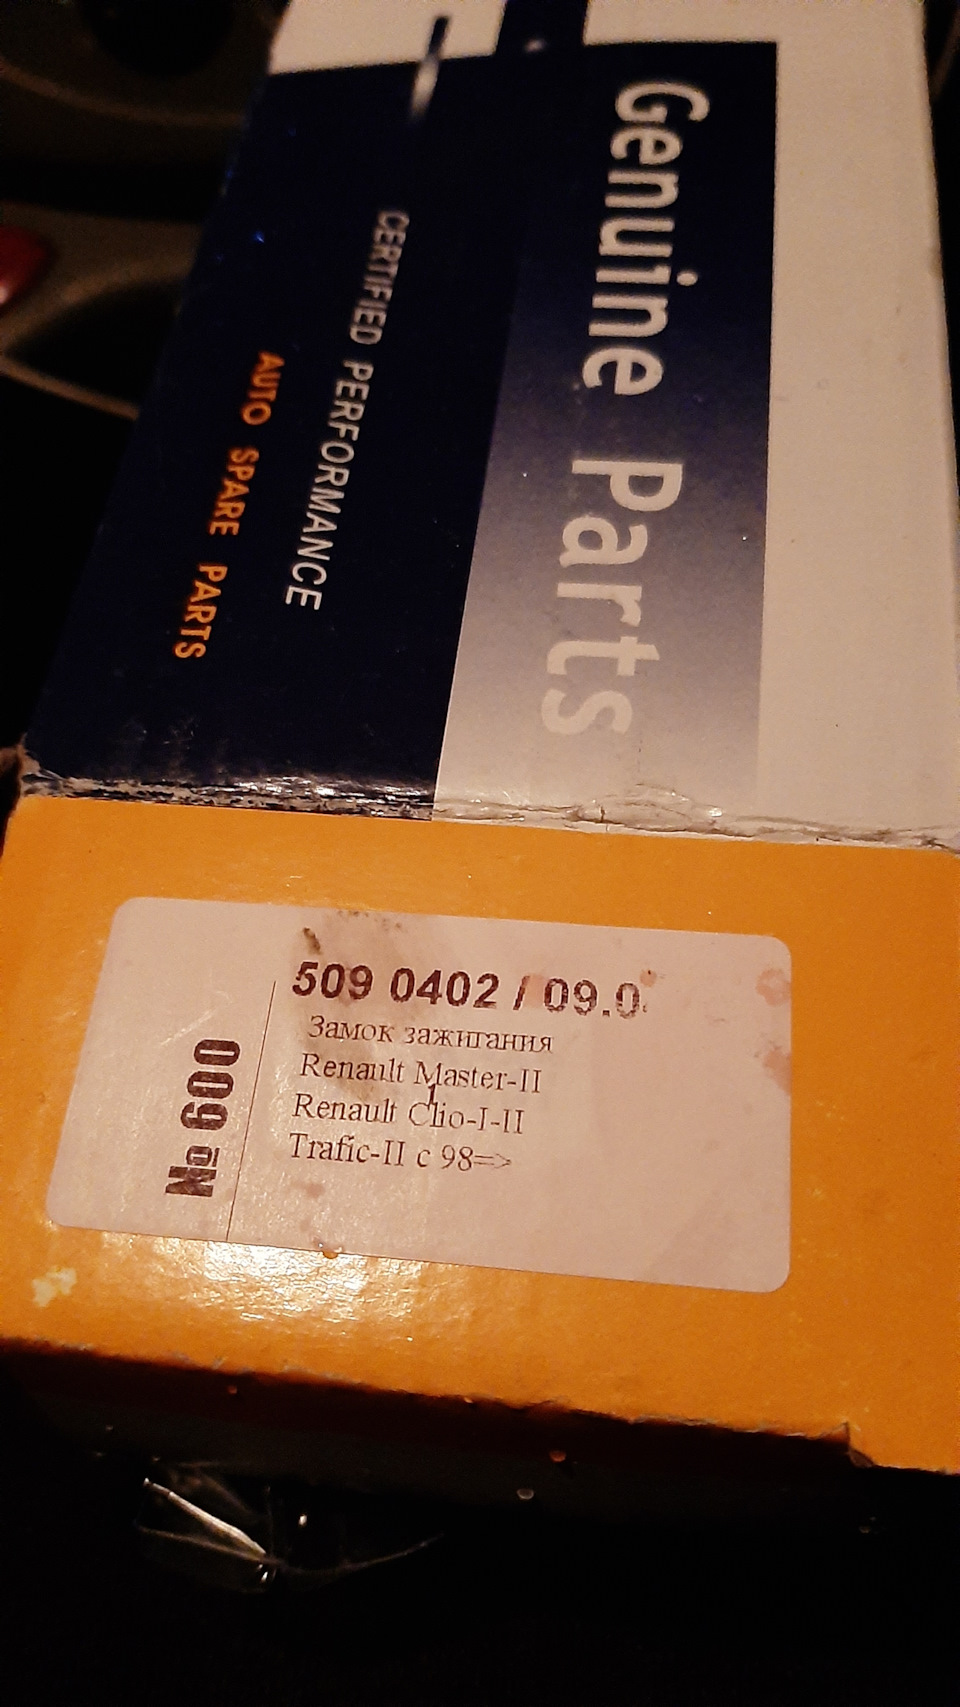 Genuine Parts
CERTIFIED PERFORMANCE
AUTO SPARE PARTS
509 0402 / 09.0
Замок зажигания
Renault Master-II
1
Renault Clio-I-II
Trafic-II с 98=>
№ 600